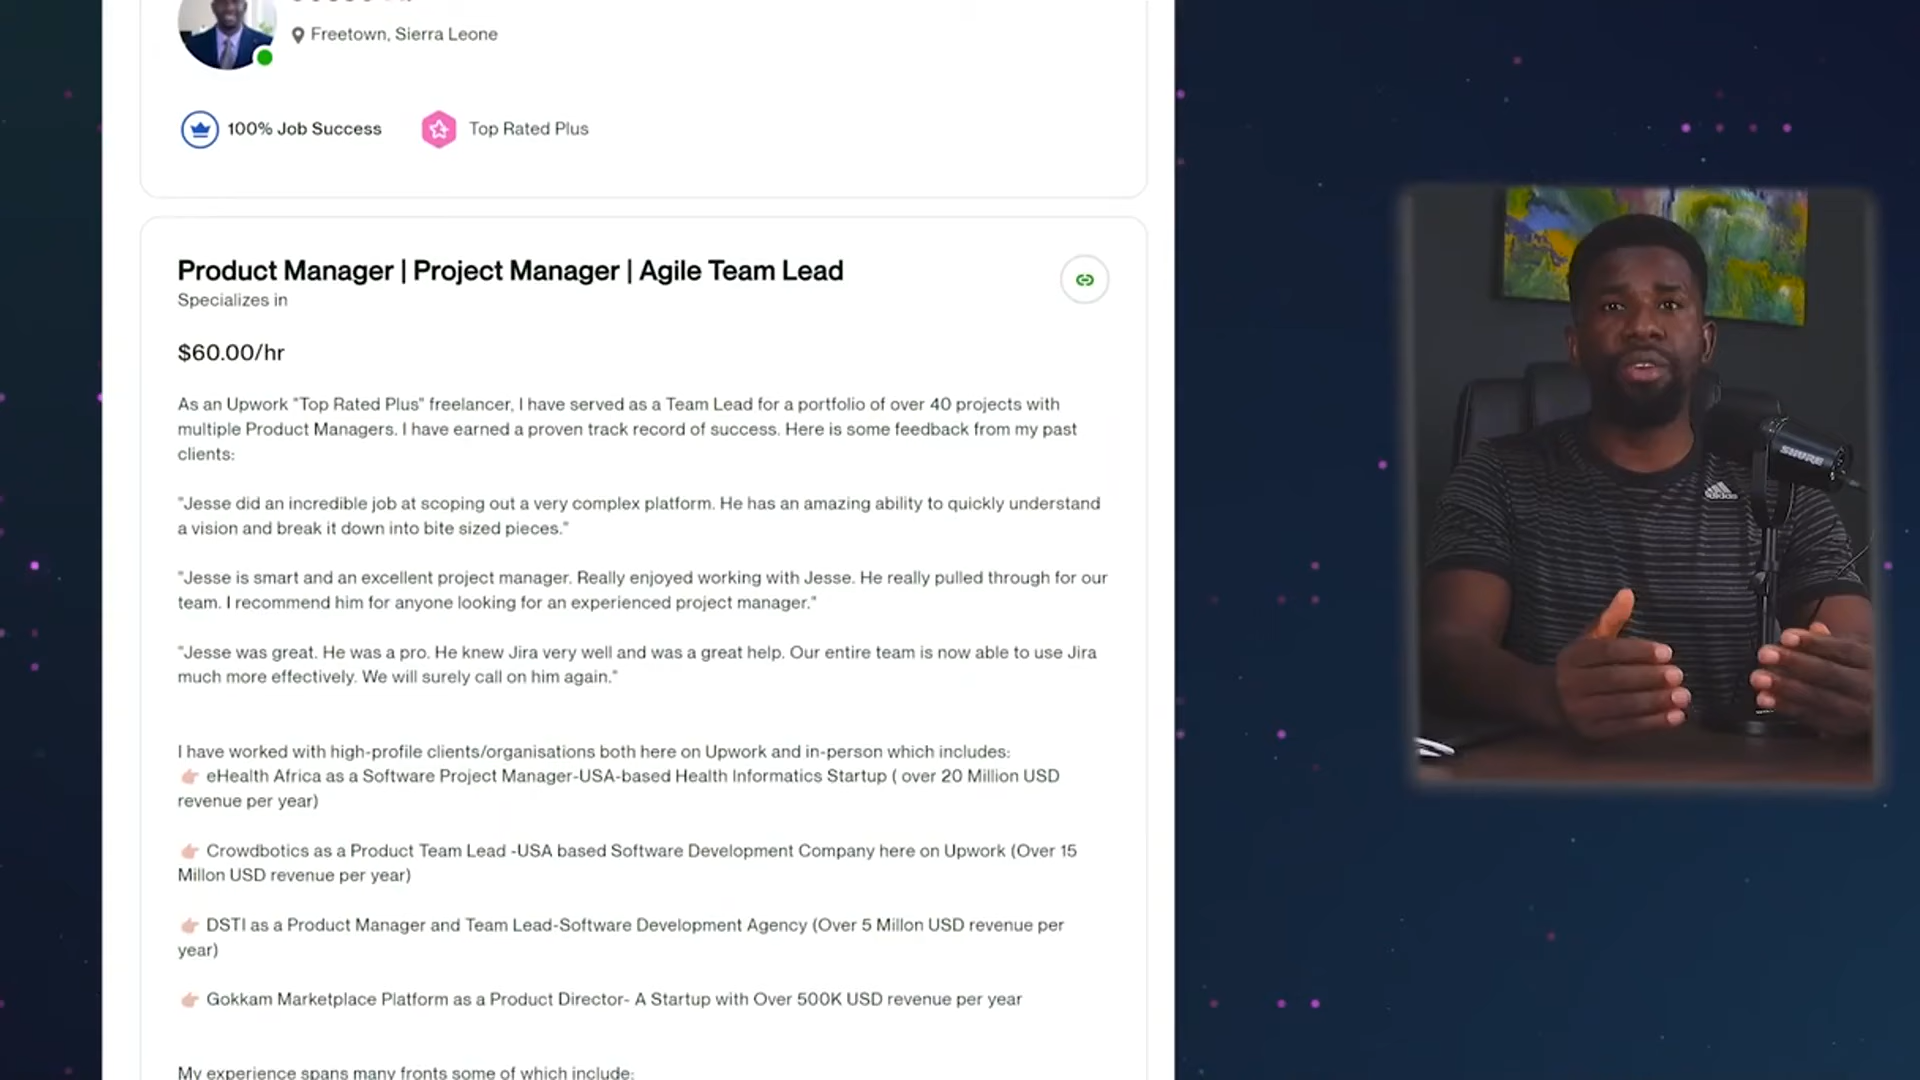 Freetown, Sierra Leone
100% Job Success
Top Rated Plus
Product Manager | Project Manager | Agile Team Lead
Specializes in
$60.00/hr
As an Upwork "Top Rated Plus" freelancer, I have served as a Team Lead for a portfolio of over 40 projects with
multiple Product Managers. I have earned a proven track record of success. Here is some feedback from my past
clients:
"Jesse did an incredible job at scoping out a very complex platform. He has an amazing ability to quickly understand
a vision and break it down into bite sized pieces."
"Jesse is smart and an excellent project manager. Really enjoyed working with Jesse. He really pulled through for our
team. I recommend him for anyone looking for an experienced project manager."
"Jesse was great. He was a pro. He knew Jira very well and was a great help. Our entire team is now able to use Jira
much more effectively. We will surely call on him again."
I have worked with high-profile clients/organisations both here on Upwork and in-person which includes:
👉🏼 eHealth Africa as a Software Project Manager-USA-based Health Informatics Startup ( over 20 Million USD
revenue per year)
👉🏼 Crowdbotics as a Product Team Lead -USA based Software Development Company here on Upwork (Over 15
Millon USD revenue per year)
👉🏼 DSTI as a Product Manager and Team Lead-Software Development Agency (Over 5 Millon USD revenue per
year)
👉🏼 Gokkam Marketplace Platform as a Product Director- A Startup with Over 500K USD revenue per year
My experience spans many fronts some of which include:
SHURE
adidas